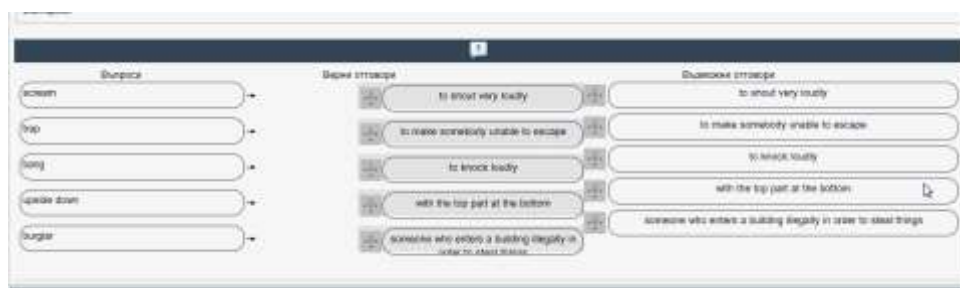 Въпроси
Верни отговори
Възможни отговори
scream
to shout very loudly
to shout very loudly
trap
to make somebody unable to escape
to make somebody unable to escape
to knock loudly
to knock loudly
upside down
with the top part at the bottom
with the top part at the bottom
burglar
someone who enters a building illegally in
order to steal things
someone who enters a building illegally in order to steal things